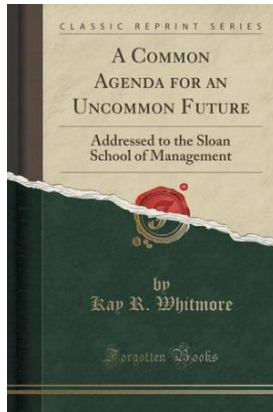 CLASSIC REPRINT SERIES
A COMMON
AGENDA FOR AN
UNCOMMON FUTURE
Addressed to the Sloan
School of Management
by
Kay R. Whitmore
Forgotten Books